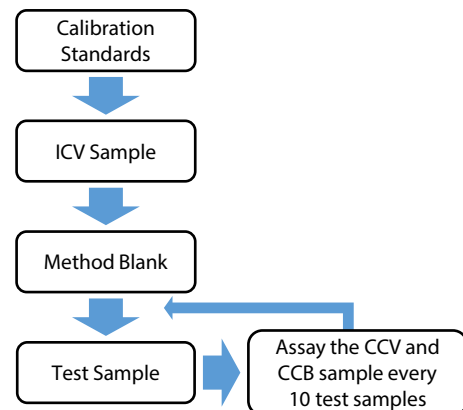 Calibration
Standards
ICV Sample
Method Blank
Test Sample
Assay the CCV and
CCB sample every
10 test samples